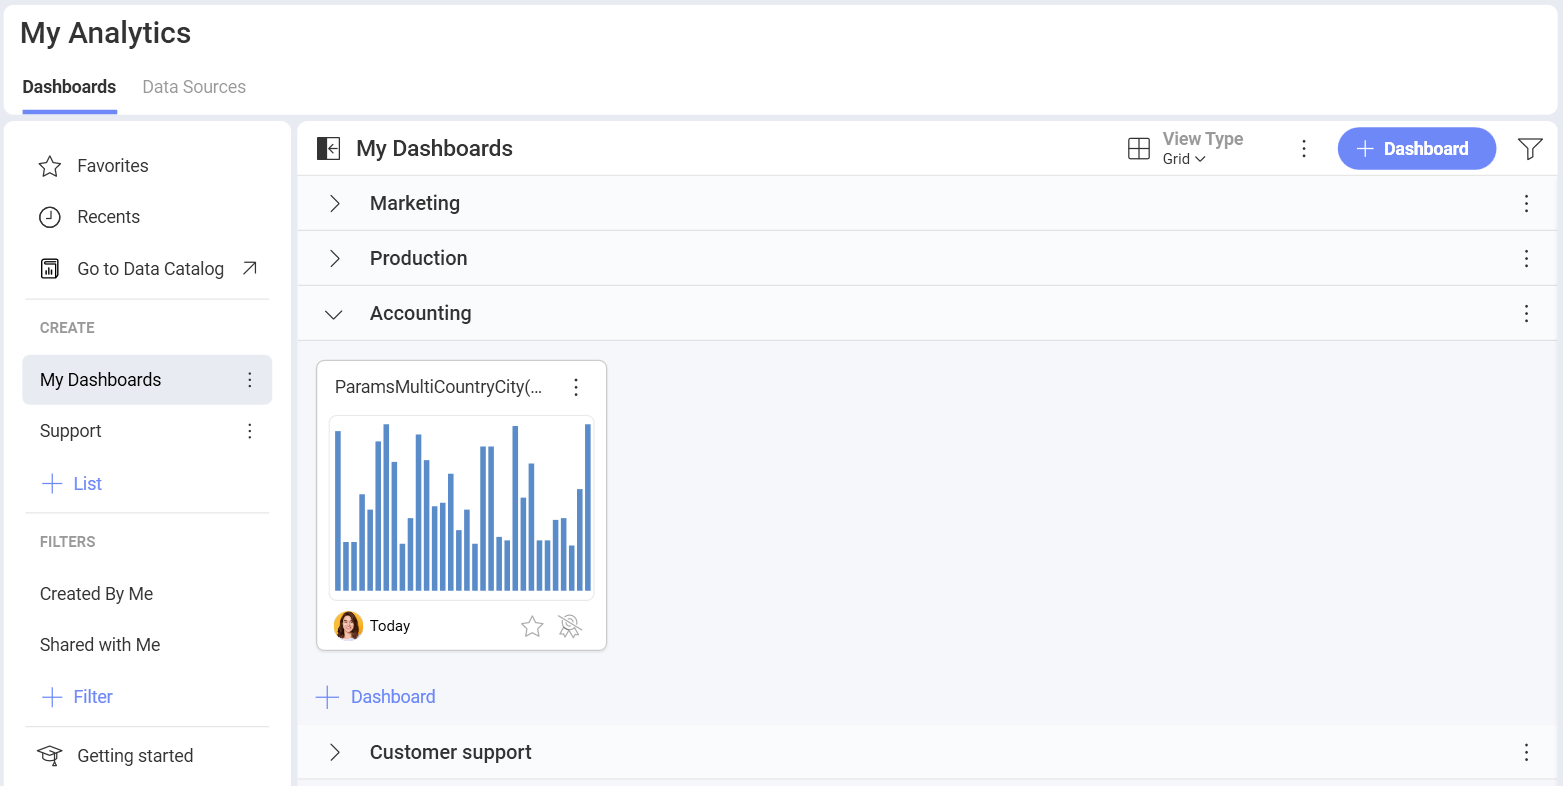 My Analytics
Dashboards
Data Sources
Favorites
Recents
Go to Data Catalog
CREATE
My Dashboards
Support
List
FILTERS
Created By Me
Shared with Me
Filter
Getting started
My Dashboards
View Type
Grid
Dashboard
Marketing
Production
Accounting
ParamsMultiCountryCity(...
Today
Dashboard
Customer support